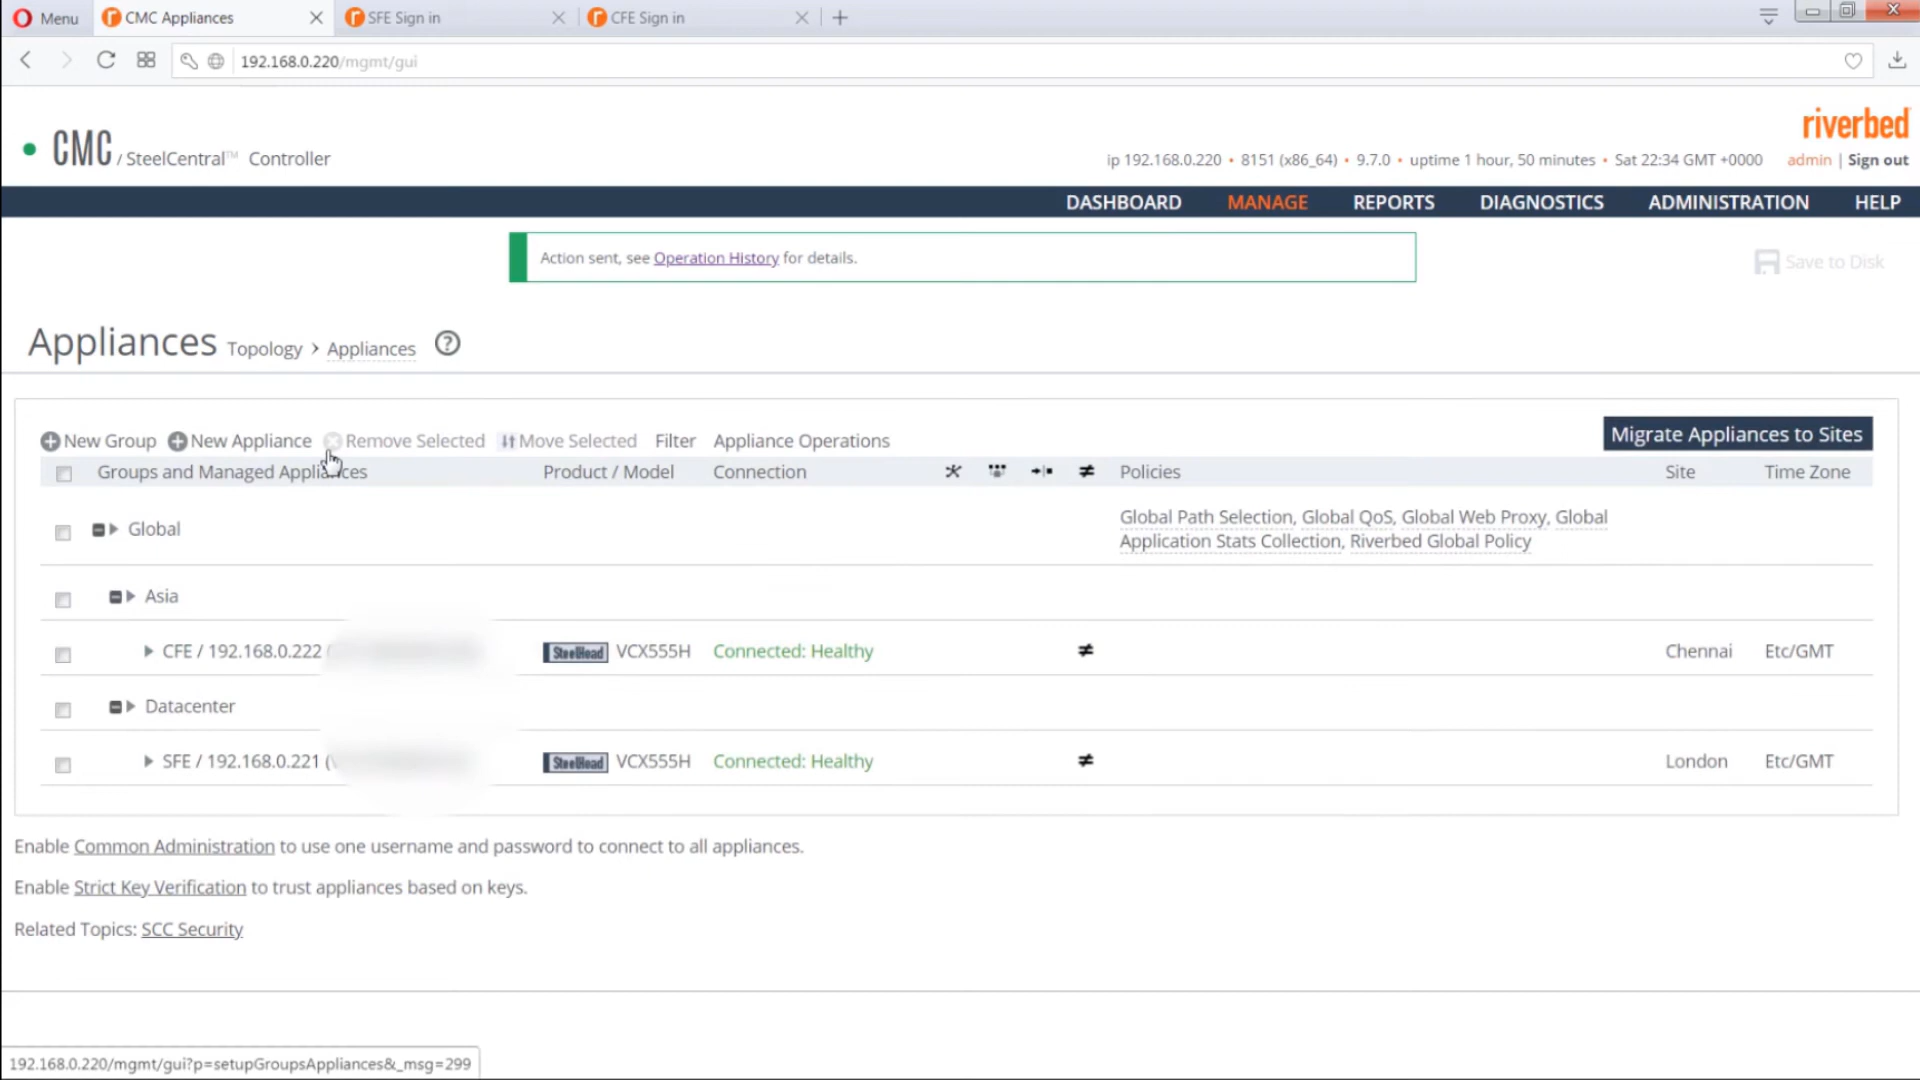 Menu CMC Appliances SFE Sign in CFE Sign in
192.168.0.220/mgmt/gui
riverbed
CMC / SteelCentral™ Controller
ip 192.168.0.220 • 8151 (x86_64) • 9.7.0 • uptime 1 hour, 50 minutes • Sat 22:34 GMT +0000 admin | Sign out
DASHBOARD MANAGE REPORTS DIAGNOSTICS ADMINISTRATION HELP
Action sent, see Operation History for details.
Save to Disk
Appliances Topology › Appliances ?
New Group New Appliance Remove Selected Move Selected Filter Appliance Operations Migrate Appliances to Sites
Groups and Managed Appliances Product / Model Connection Policies Site Time Zone
Global Global Path Selection, Global QoS, Global Web Proxy, Global
Application Stats Collection, Riverbed Global Policy
Asia
CFE / 192.168.0.222 SteelHead VCX555H Connected: Healthy ≠ Chennai Etc/GMT
Datacenter
SFE / 192.168.0.221 ( SteelHead VCX555H Connected: Healthy ≠ London Etc/GMT
Enable Common Administration to use one username and password to connect to all appliances.
Enable Strict Key Verification to trust appliances based on keys.
Related Topics: SCC Security
192.168.0.220/mgmt/gui?p=setupGroupsAppliances&_msg=299